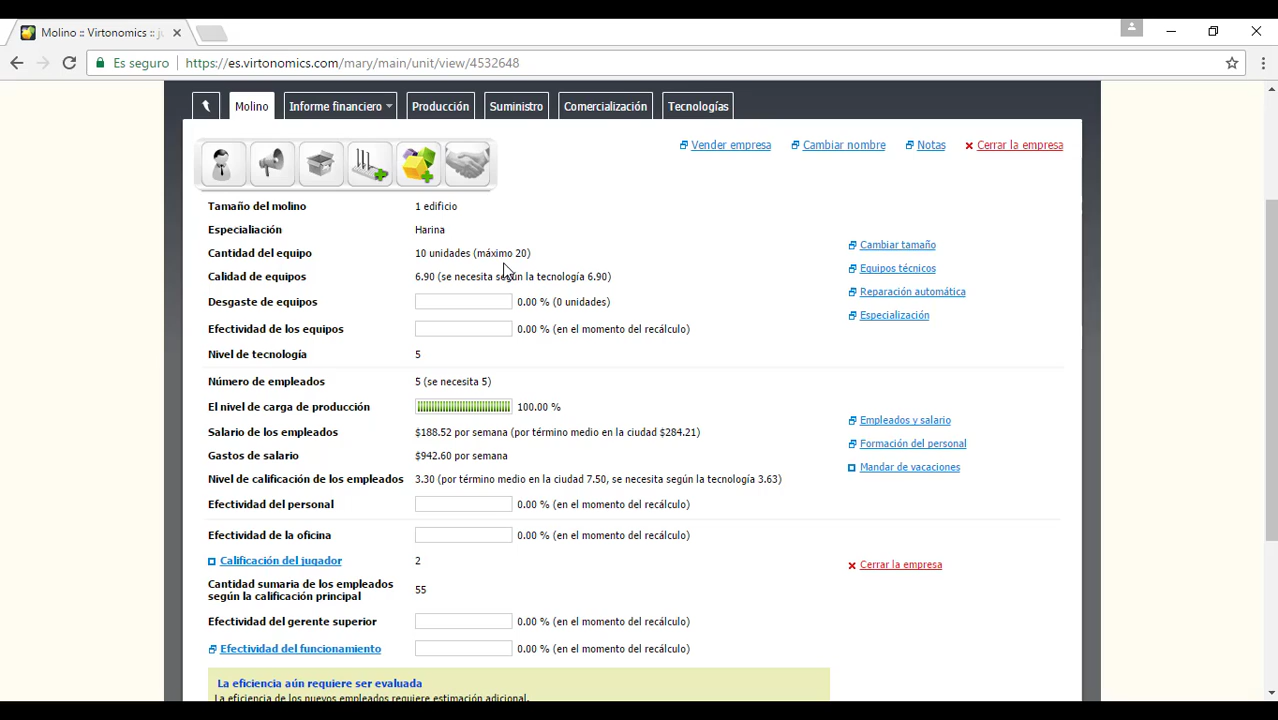 Molino :: Virtonomics :: ju
Es seguro https://es.virtonomics.com/mary/main/unit/view/4532648
Molino Informe financiero Producción Suministro Comercialización Tecnologías
Vender empresa Cambiar nombre Notas Cerrar la empresa
Tamaño del molino 1 edificio
Especialiación Harina
Cambiar tamaño
Cantidad del equipo 10 unidades (máximo 20)
Equipos técnicos
Calidad de equipos 6.90 (se necesita según la tecnología 6.90)
Reparación automática
Desgaste de equipos 0.00 % (0 unidades)
Especialización
Efectividad de los equipos 0.00 % (en el momento del recálculo)
Nivel de tecnología 5
Número de empleados 5 (se necesita 5)
El nivel de carga de producción 100.00 %
Empleados y salario
Salario de los empleados $188.52 por semana (por término medio en la ciudad $284.21)
Formación del personal
Gastos de salario $942.60 por semana
Mandar de vacaciones
Nivel de calificación de los empleados 3.30 (por término medio en la ciudad 7.50, se necesita según la tecnología 3.63)
Efectividad del personal 0.00 % (en el momento del recálculo)
Efectividad de la oficina 0.00 % (en el momento del recálculo)
Calificación del jugador 2
Cerrar la empresa
Cantidad sumaria de los empleados
según la calificación principal 55
Efectividad del gerente superior 0.00 % (en el momento del recálculo)
Efectividad del funcionamiento 0.00 % (en el momento del recálculo)
La eficiencia aún requiere ser evaluada
La eficiencia de los nuevos empleados requiere estimación adicional.